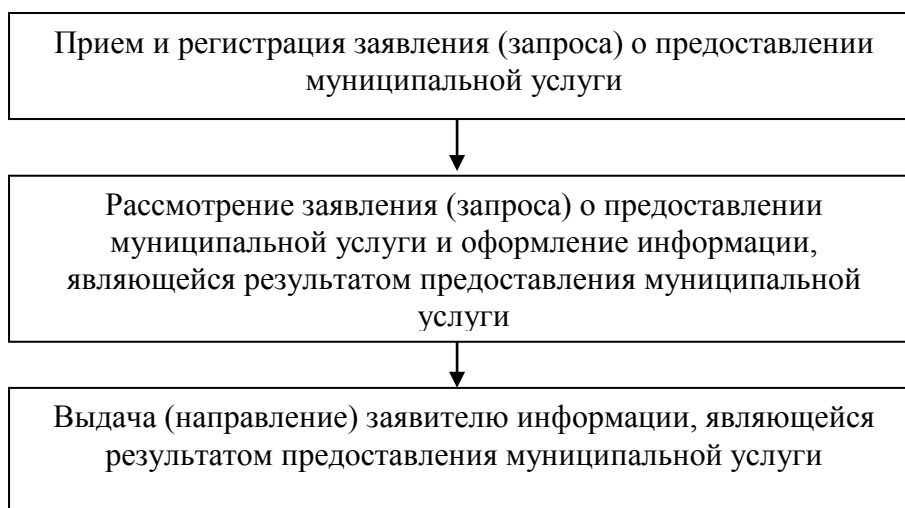 Прием и регистрация заявления (запроса) о предоставлении
муниципальной услуги
Рассмотрение заявления (запроса) о предоставлении
муниципальной услуги и оформление информации,
являющейся результатом предоставления муниципальной
услуги
Выдача (направление) заявителю информации, являющейся
результатом предоставления муниципальной услуги